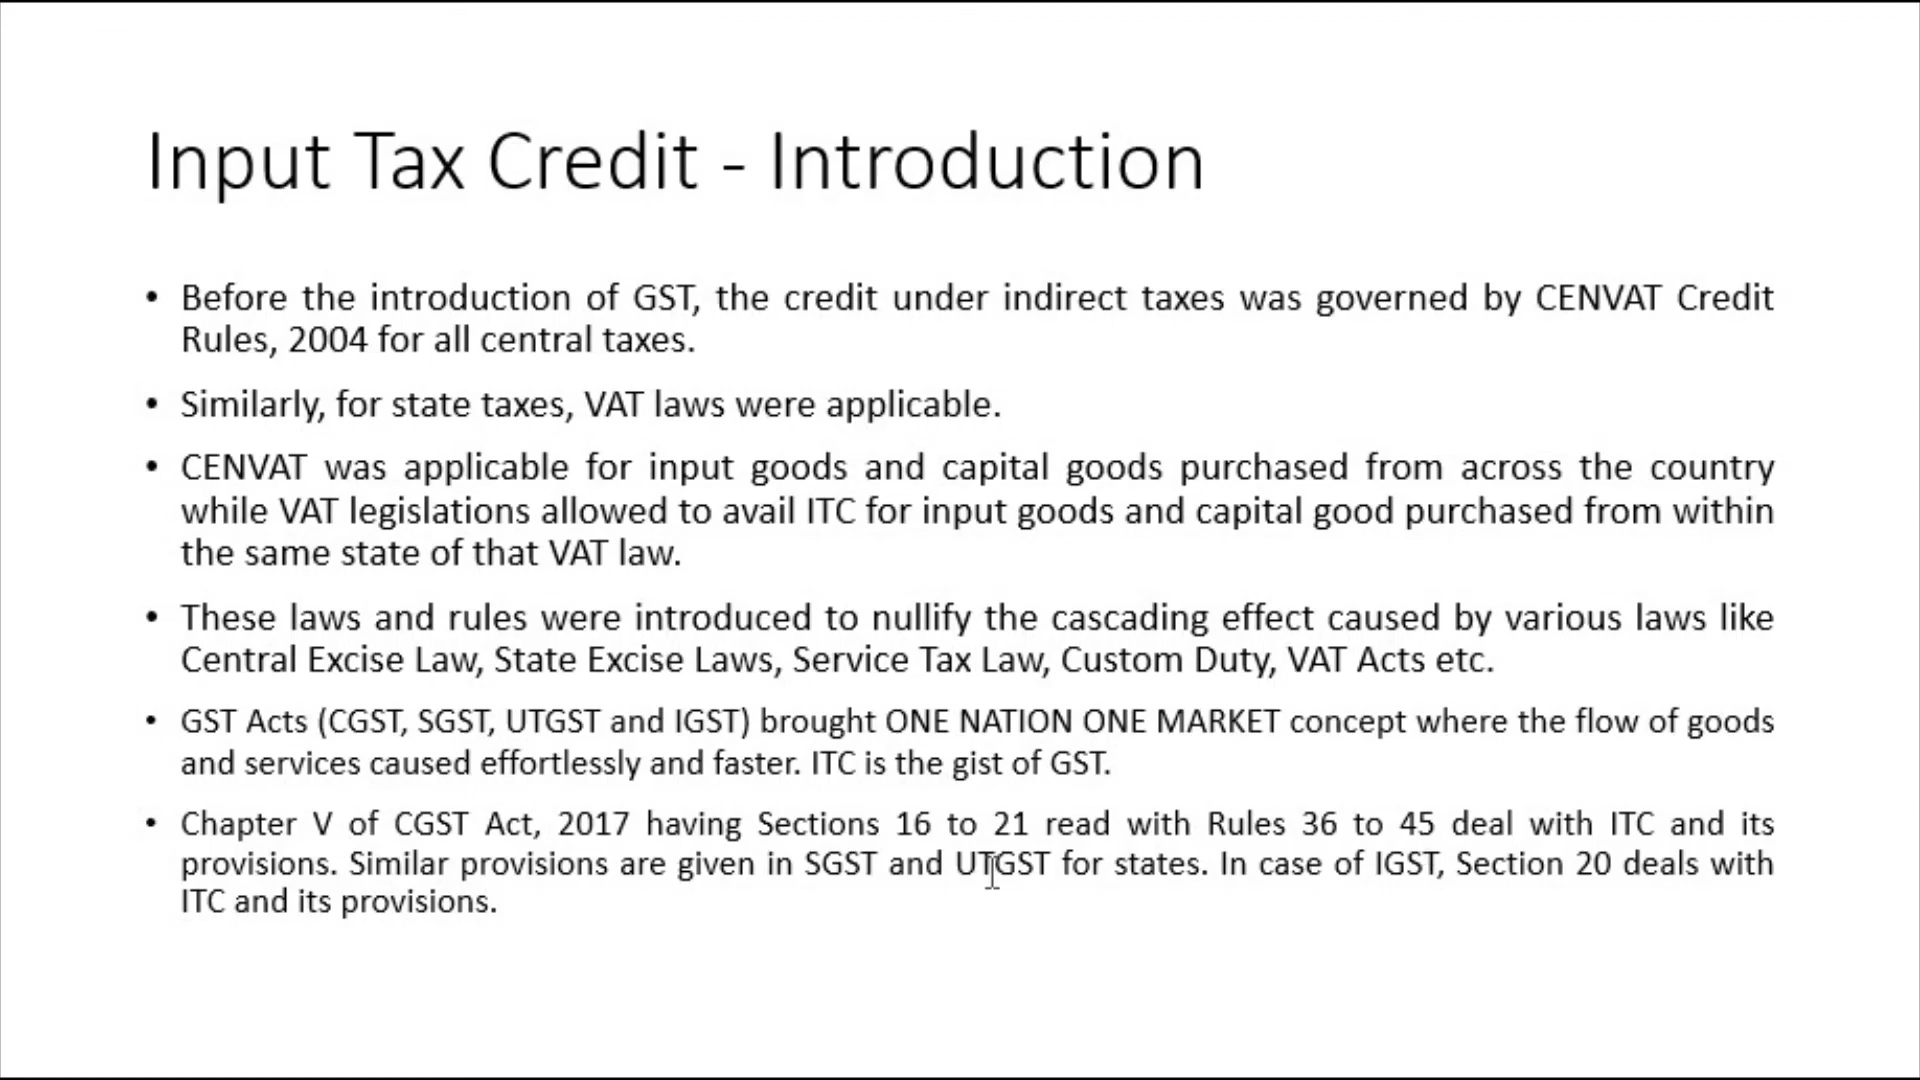 Input Tax Credit - Introduction
• Before the introduction of GST, the credit under indirect taxes was governed by CENVAT Credit
Rules, 2004 for all central taxes.
• Similarly, for state taxes, VAT laws were applicable.
• CENVAT was applicable for input goods and capital goods purchased from across the country
while VAT legislations allowed to avail ITC for input goods and capital good purchased from within
the same state of that VAT law.
• These laws and rules were introduced to nullify the cascading effect caused by various laws like
Central Excise Law, State Excise Laws, Service Tax Law, Custom Duty, VAT Acts etc.
• GST Acts (CGST, SGST, UTGST and IGST) brought ONE NATION ONE MARKET concept where the flow of goods
and services caused effortlessly and faster. ITC is the gist of GST.
• Chapter V of CGST Act, 2017 having Sections 16 to 21 read with Rules 36 to 45 deal with ITC and its
provisions. Similar provisions are given in SGST and UTGST for states. In case of IGST, Section 20 deals with
ITC and its provisions.